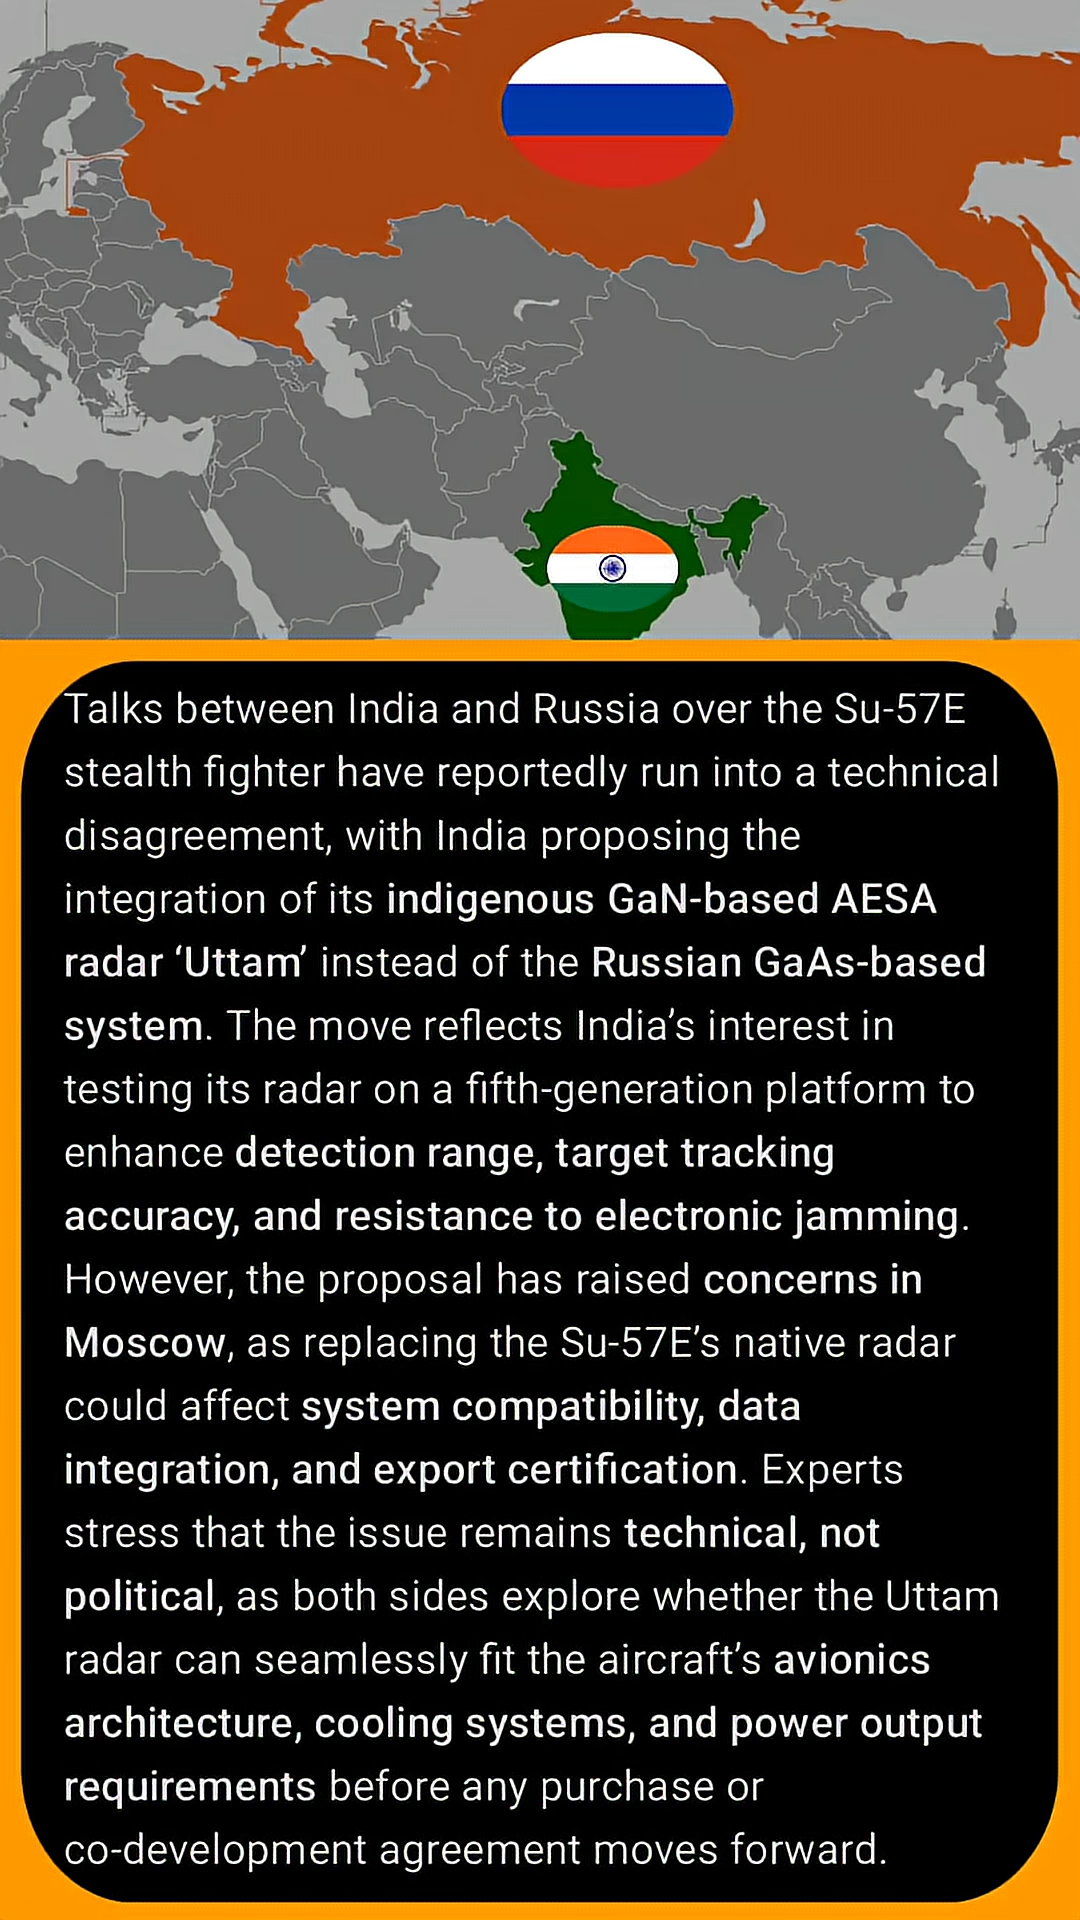 Talks between India and Russia over the Su-57E
stealth fighter have reportedly run into a technical
disagreement, with India proposing the
integration of its indigenous GaN-based AESA
radar ‘Uttam’ instead of the Russian GaAs-based
system. The move reflects India’s interest in
testing its radar on a fifth-generation platform to
enhance detection range, target tracking
accuracy, and resistance to electronic jamming.
However, the proposal has raised concerns in
Moscow, as replacing the Su-57E’s native radar
could affect system compatibility, data
integration, and export certification. Experts
stress that the issue remains technical, not
political, as both sides explore whether the Uttam
radar can seamlessly fit the aircraft’s avionics
architecture, cooling systems, and power output
requirements before any purchase or
co-development agreement moves forward.